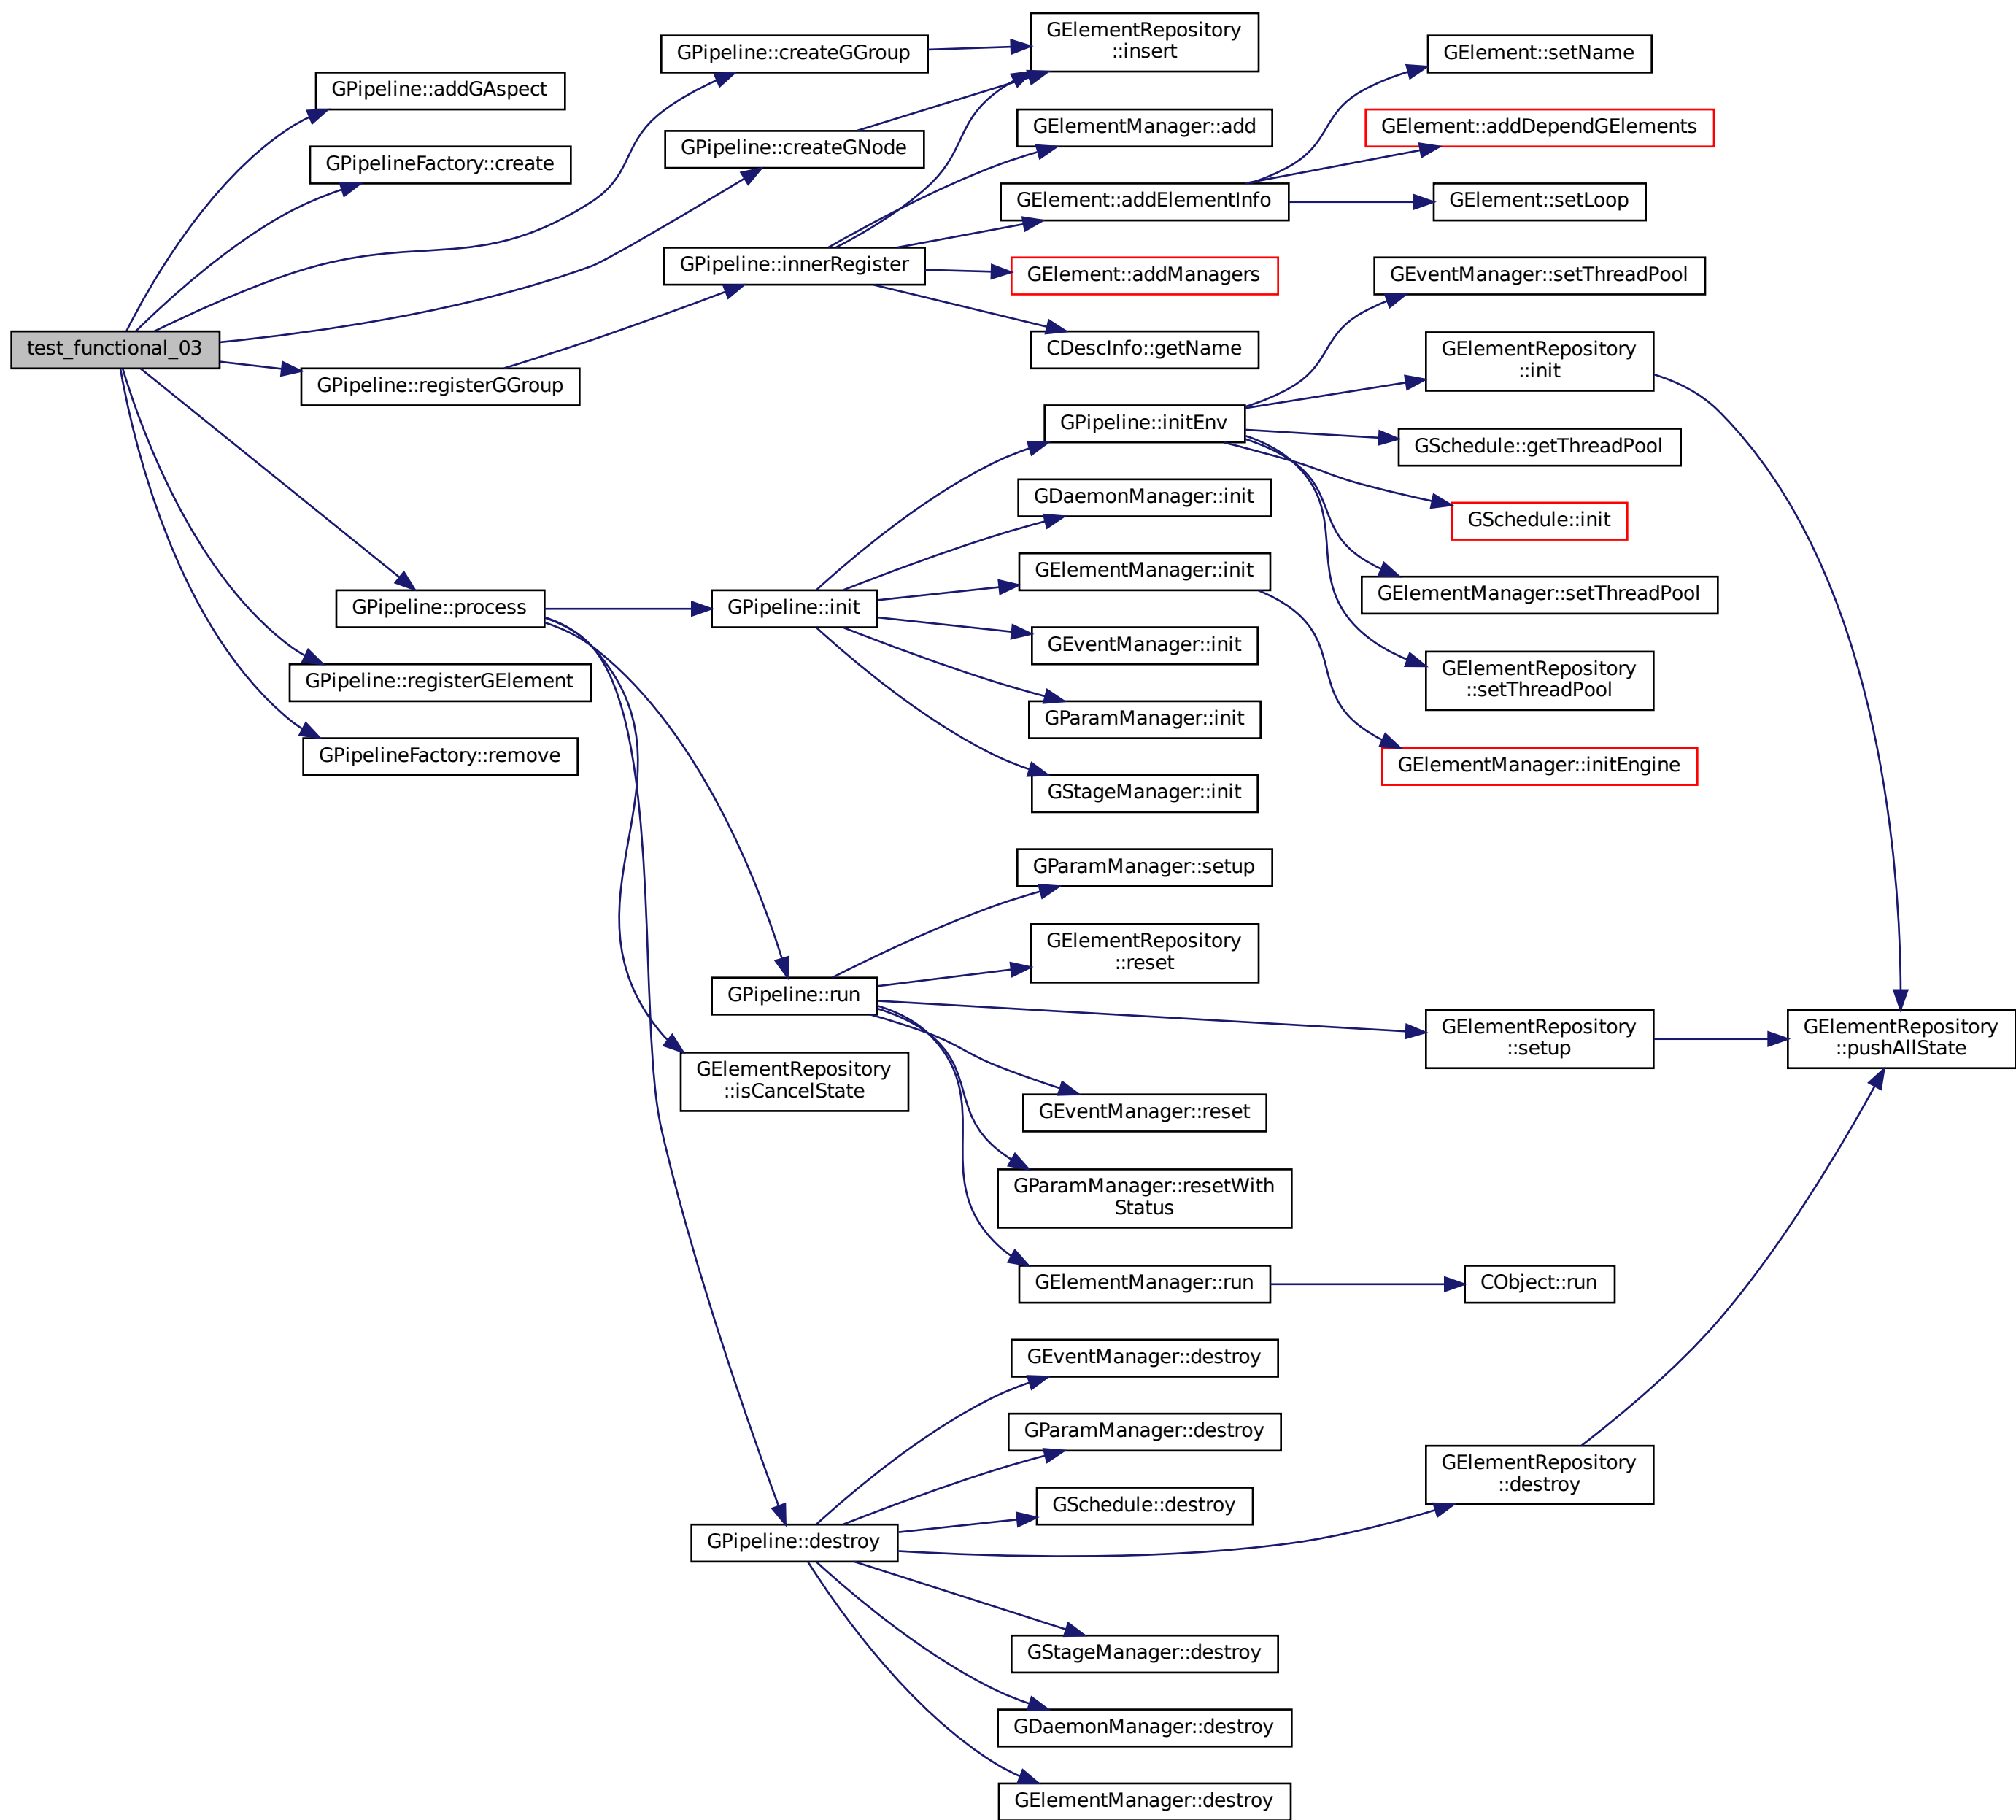 test_functional_03
GPipeline::addGAspect
GPipelineFactory::create
GPipeline::createGGroup
GPipeline::createGNode
GPipeline::registerGGroup
GPipeline::process
GPipeline::registerGElement
GPipelineFactory::remove
GElementRepository
::insert
GPipeline::innerRegister
GElementManager::add
GElement::addElementInfo
GElement::addManagers
CDescInfo::getName
GElement::setName
GElement::addDependGElements
GElement::setLoop
GPipeline::init
GPipeline::initEnv
GDaemonManager::init
GElementManager::init
GEventManager::init
GParamManager::init
GStageManager::init
GEventManager::setThreadPool
GElementRepository
::init
GSchedule::getThreadPool
GSchedule::init
GElementManager::setThreadPool
GElementRepository
::setThreadPool
GElementManager::initEngine
GPipeline::run
GElementRepository
::isCancelState
GParamManager::setup
GElementRepository
::reset
GElementRepository
::setup
GElementRepository
::pushAllState
GEventManager::reset
GParamManager::resetWith
Status
GElementManager::run
CObject::run
GPipeline::destroy
GEventManager::destroy
GParamManager::destroy
GSchedule::destroy
GElementRepository
::destroy
GStageManager::destroy
GDaemonManager::destroy
GElementManager::destroy